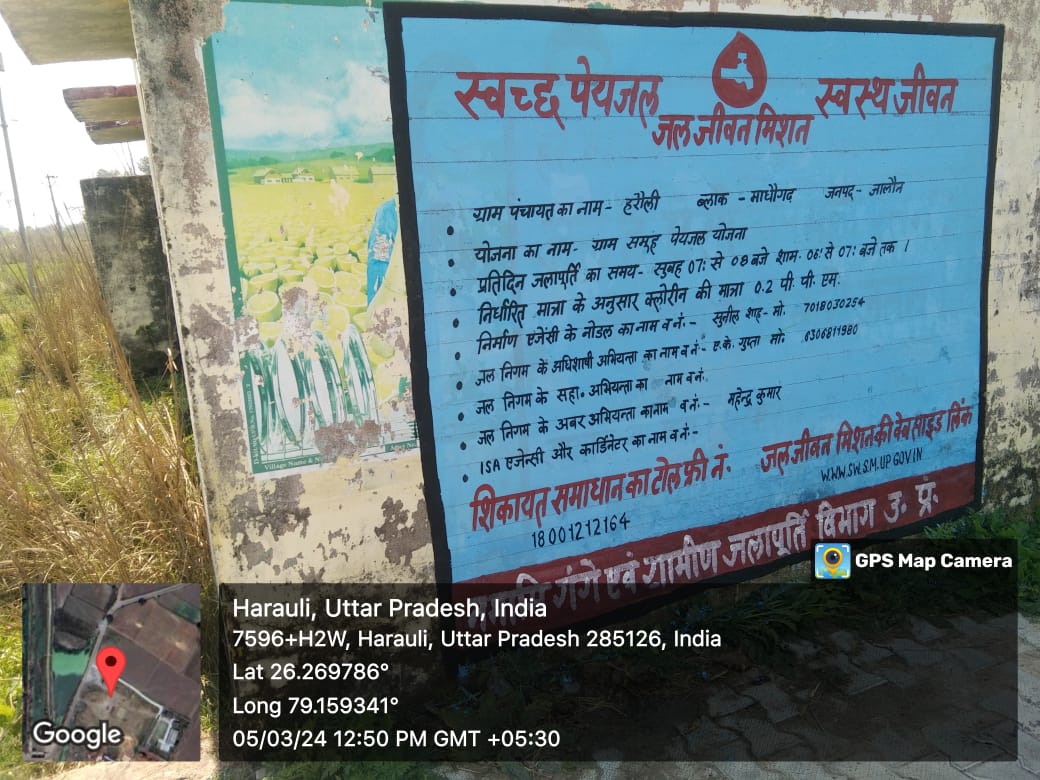 स्वच्छ पेयजल
स्वस्थ जीवन
जल जीवन मिशन
ग्राम पंचायत का नाम- हरौली ब्लाक - माधौगढ़ जनपद- जालौन
योजना का नाम- ग्राम समूह पेयजल योजना
प्रतिदिन जलापूर्ति का समय- सुबह 07: से 08 बजे शाम- 06: से 07: बजे तक ।
निर्धारित मात्रा के अनुसार क्लोरीन की मात्रा 0.2 पी. पी. एम.
निर्माण एजेंसी के नोडल का नाम व नं:- सुनील शाह- मो. 7018030254
जल निगम के अधिशाषी अभियन्ता का नाम व नं:- ए.के. गुप्ता मो: 6306811980
जल निगम के सहा॰ अभियन्ता का नाम व नं:
जल निगम के अबर अभियन्ता का नाम व नं:- महेन्द्र कुमार
ISA एजेन्सी और कार्डिनेटर का नाम व नं:-
शिकायत समाधान का टोल फ्री नं:
18001212164
जल जीवन मिशन की वेब साइड लिंक
W.W.W.SW.S.M.UP GOV.IN
गंगे एवं ग्रामीण जलापूर्ति विभाग उ. प्र.
Village Name &
GPS Map Camera
Harauli, Uttar Pradesh, India
7596+H2W, Harauli, Uttar Pradesh 285126, India
Lat 26.269786°
Long 79.159341°
05/03/24 12:50 PM GMT +05:30
Google